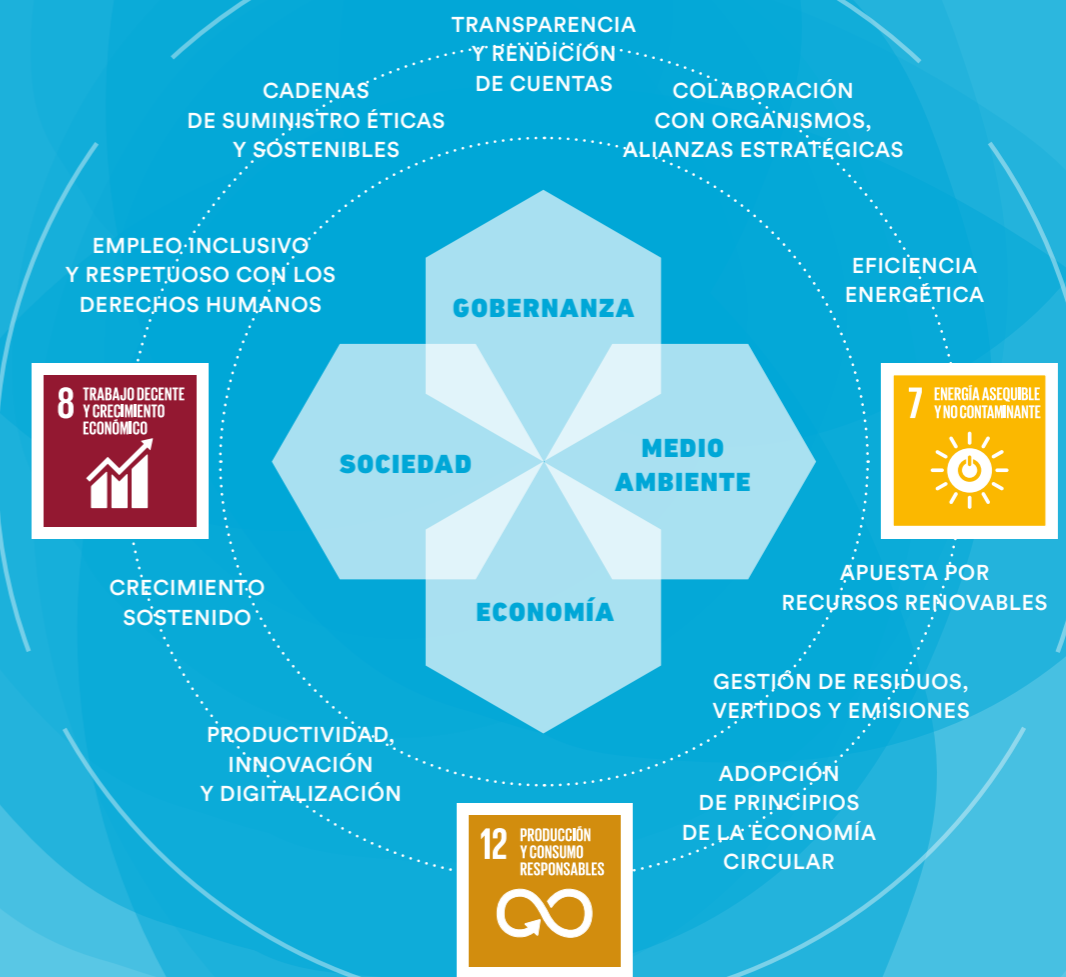 TRANSPARENCIA
Y RENDICIÓN
DE CUENTAS
CADENAS
DE SUMINISTRO ÉTICAS
Y SOSTENIBLES
COLABORACIÓN
CON ORGANISMOS,
ALIANZAS ESTRATÉGICAS
EMPLEO INCLUSIVO
Y RESPETUOSO CON LOS
DERECHOS HUMANOS
EFICIENCIA
ENERGÉTICA
GOBERNANZA
8 TRABAJO DECENTE
Y CRECIMIENTO
ECONÓMICO
SOCIEDAD
MEDIO
AMBIENTE
7 ENERGÍA ASEQUIBLE
Y NO CONTAMINANTE
ECONOMÍA
CRECIMIENTO
SOSTENIDO
APUESTA POR
RECURSOS RENOVABLES
GESTIÓN DE RESIDUOS,
VERTIDOS Y EMISIONES
PRODUCTIVIDAD,
INNOVACIÓN
Y DIGITALIZACIÓN
ADOPCIÓN
DE PRINCIPIOS
DE LA ECONOMÍA
CIRCULAR
12 PRODUCCIÓN
Y CONSUMO
RESPONSABLES